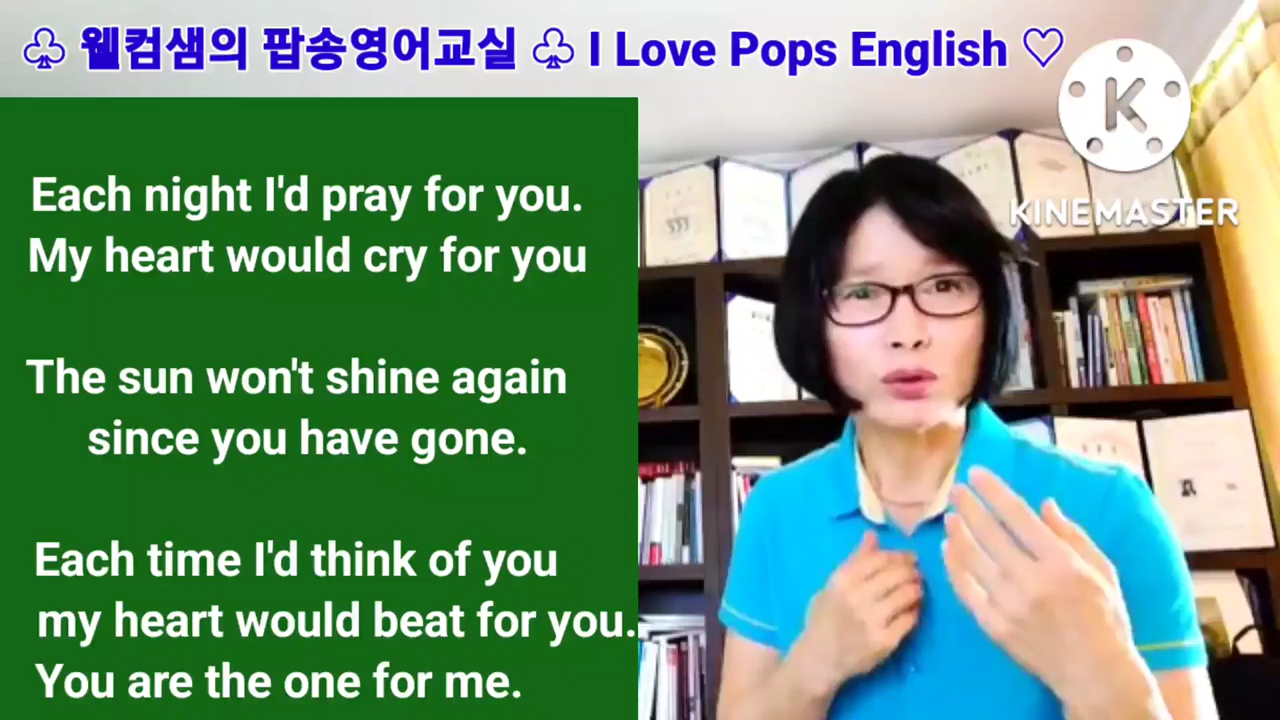 ♧ 웰컴샘의 팝송영어교실 ♧ I Love Pops English ♡
K
KINEMASTER
Each night I'd pray for you.
My heart would cry for you
The sun won't shine again
since you have gone.
Each time I'd think of you
my heart would beat for you.
You are the one for me.